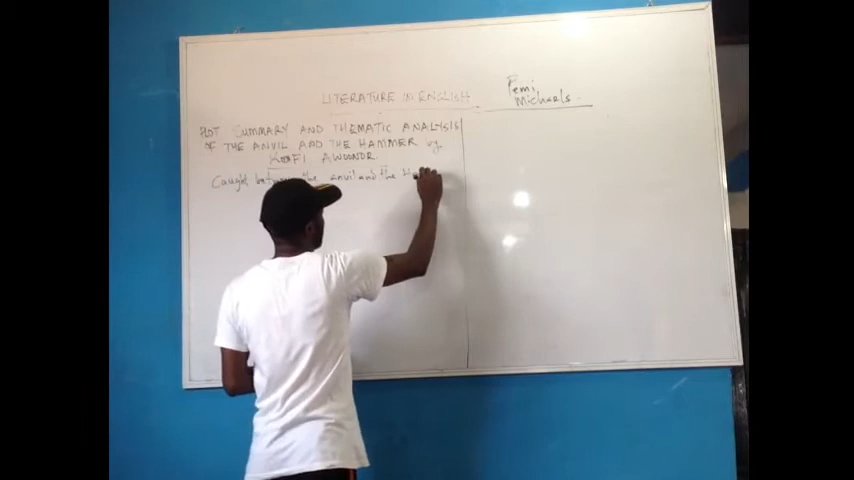 LITERATURE IN ENGLISH
Femi
Michaels
PLOT SUMMARY AND THEMATIC ANALYSIS
OF THE ANVIL AND THE HAMMER by
KOFI AWOONOR.
Caught the anvil and the